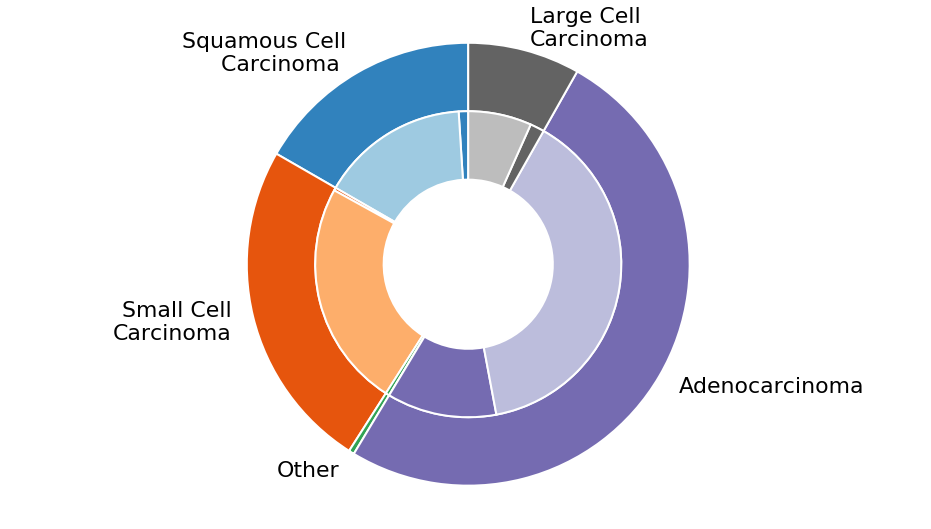 Large Cell
Carcinoma
Squamous Cell
Carcinoma
Small Cell
Carcinoma
Adenocarcinoma
Other